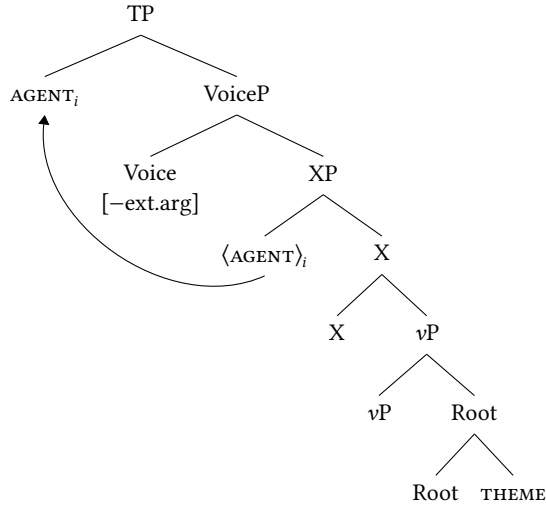 TP
AGENTᵢ VoiceP
Voice XP
[−ext.arg]
⟨AGENT⟩ᵢ X
X vP
vP Root
Root THEME